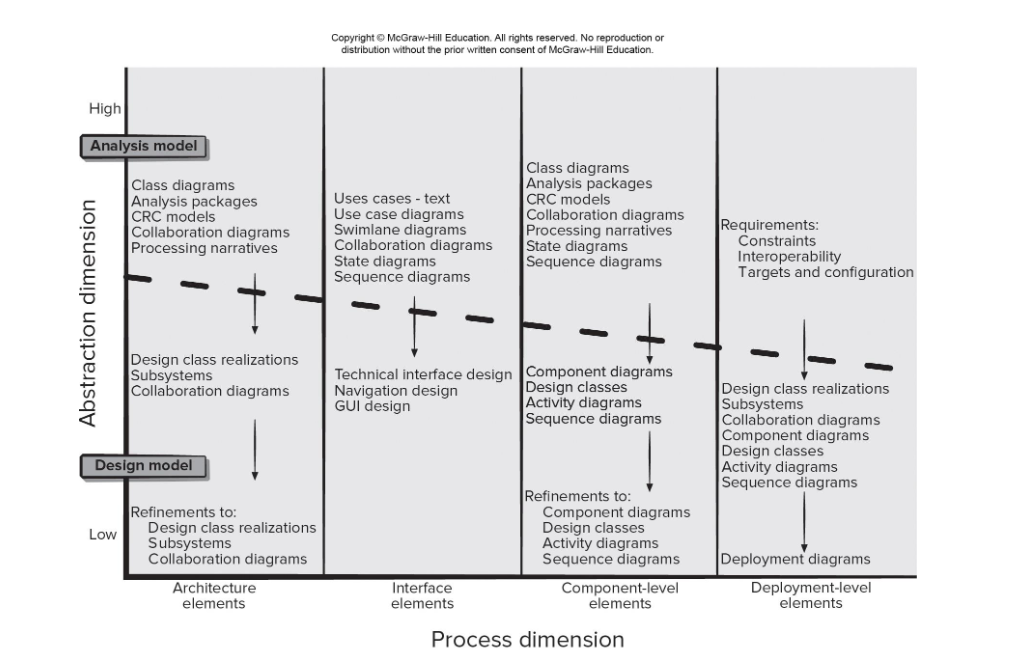 Copyright © McGraw-Hill Education. All rights reserved. No reproduction or
distribution without the prior written consent of McGraw-Hill Education.
Abstraction dimension
High
Analysis model
Class diagrams
Analysis packages
CRC models
Collaboration diagrams
Processing narratives
Design class realizations
Subsystems
Collaboration diagrams
Design model
Refinements to:
Design class realizations
Subsystems
Collaboration diagrams
Low
Uses cases - text
Use case diagrams
Swimlane diagrams
Collaboration diagrams
State diagrams
Sequence diagrams
Technical interface design
Navigation design
GUI design
Class diagrams
Analysis packages
CRC models
Collaboration diagrams
Processing narratives
State diagrams
Sequence diagrams
Component diagrams
Design classes
Activity diagrams
Sequence diagrams
Refinements to:
Component diagrams
Design classes
Activity diagrams
Sequence diagrams
Requirements:
Constraints
Interoperability
Targets and configuration
Design class realizations
Subsystems
Collaboration diagrams
Component diagrams
Design classes
Activity diagrams
Sequence diagrams
Deployment diagrams
Architecture
elements
Interface
elements
Component-level
elements
Deployment-level
elements
Process dimension